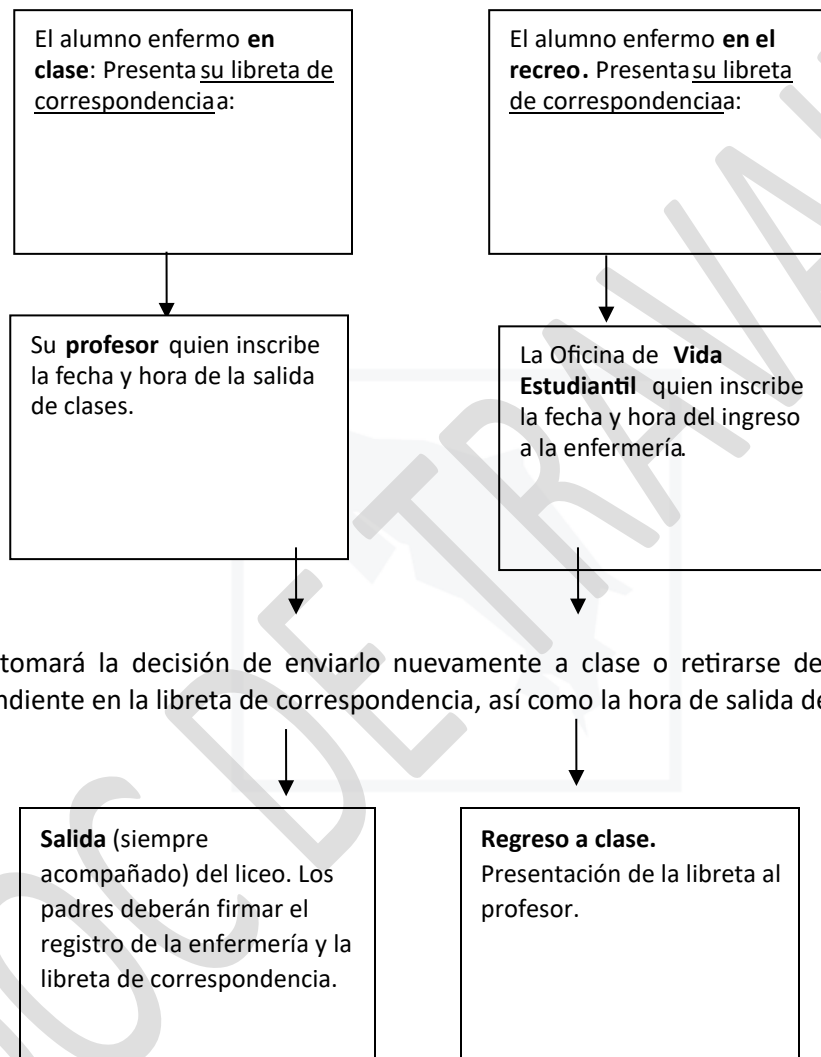 El alumno enfermo en
clase: Presenta su libreta de
correspondencia a:
El alumno enfermo en el
recreo. Presenta su libreta
de correspondencia a:
Su profesor quien inscribe
la fecha y hora de la salida
de clases.
La Oficina de Vida
Estudiantil quien inscribe
la fecha y hora del ingreso
a la enfermería.
tomará la decisión de enviarlo nuevamente a clase o retirarse de
ndiente en la libreta de correspondencia, así como la hora de salida de
Salida (siempre
acompañado) del liceo. Los
padres deberán firmar el
registro de la enfermería y la
libreta de correspondencia.
Regreso a clase.
Presentación de la libreta al
profesor.
DOC DE TRAVAI